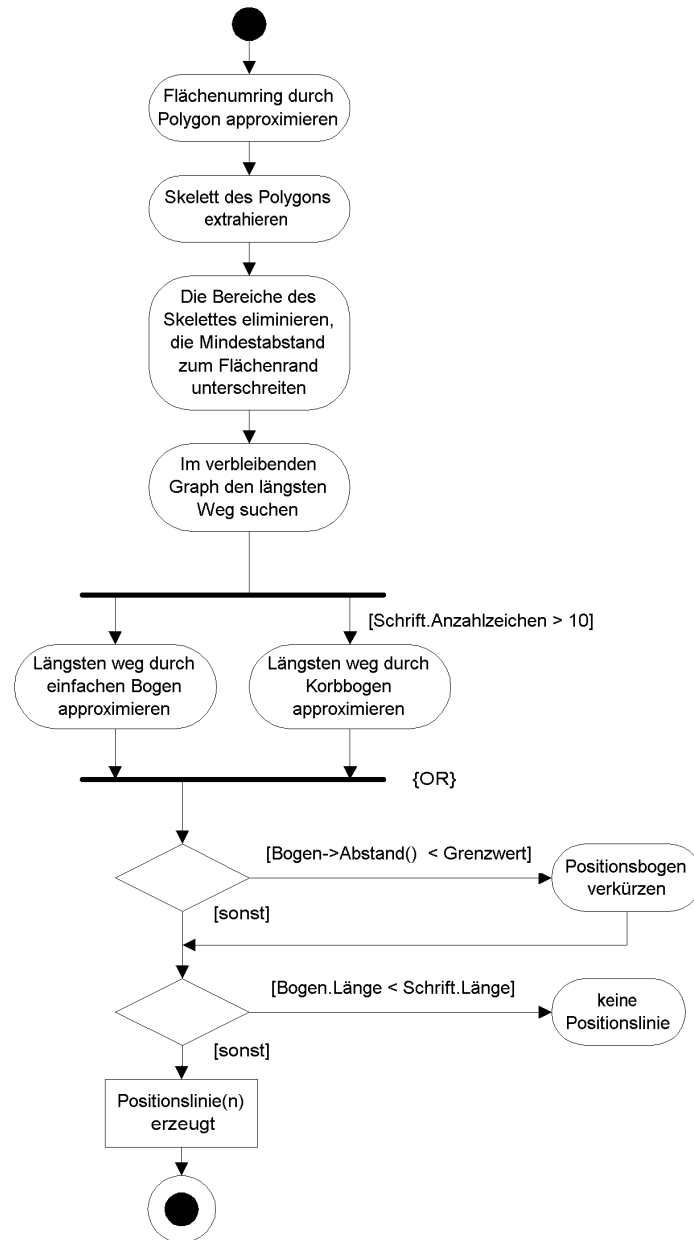 Flächenumring durch
Polygon approximieren
Skelett des Polygons
extrahieren
Die Bereiche des
Skelettes eliminieren,
die Mindestabstand
zum Flächenrand
unterschreiten
Im verbleibenden
Graph den längsten
Weg suchen
[Schrift.Anzahlzeichen > 10]
Längsten weg durch
einfachen Bogen
approximieren
Längsten weg durch
Korbbogen
approximieren
{OR}
[Bogen->Abstand() < Grenzwert]
Positionsbogen
verkürzen
[sonst]
[Bogen.Länge < Schrift.Länge]
keine
Positionslinie
[sonst]
Positionslinie(n)
erzeugt